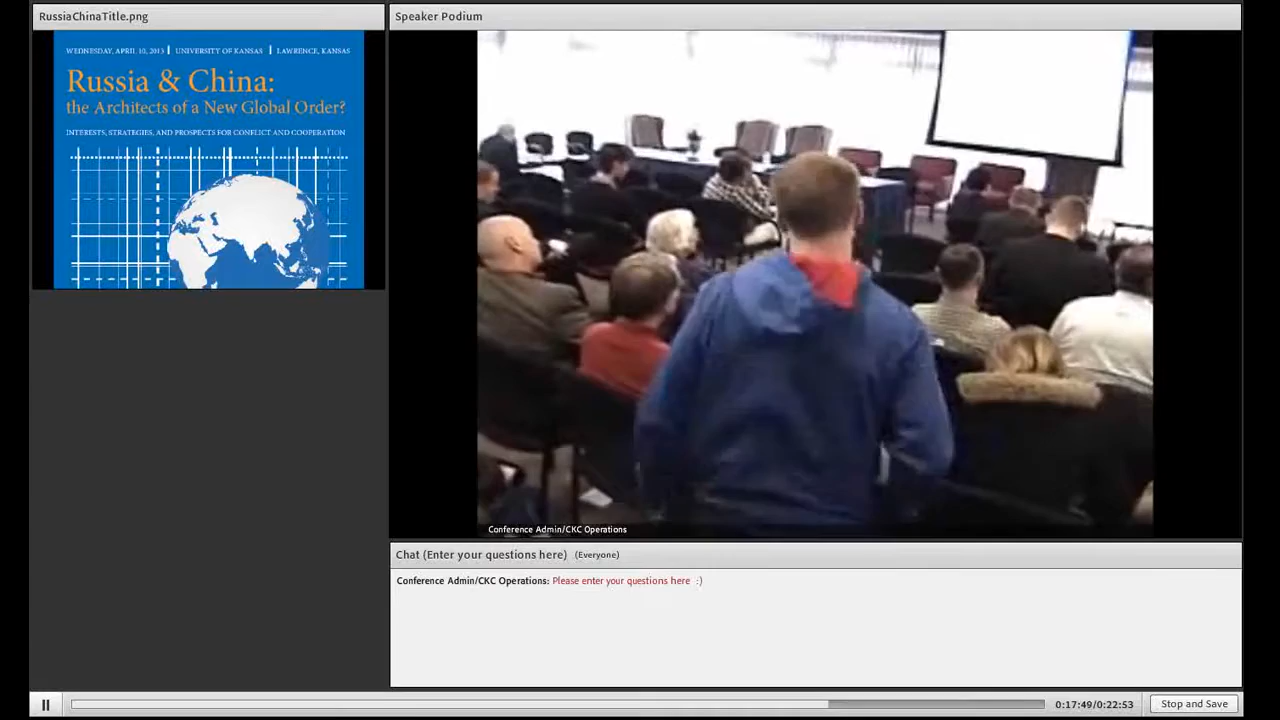 RussiaChinaTitle.png
WEDNESDAY, APRIL 10, 2013 | UNIVERSITY OF KANSAS | LAWRENCE, KANSAS
Russia & China:
the Architects of a New Global Order?
INTERESTS, STRATEGIES, AND PROSPECTS FOR CONFLICT AND COOPERATION
Speaker Podium
Conference Admin/CKC Operations
Chat (Enter your questions here) (Everyone)
Conference Admin/CKC Operations: Please enter your questions here :)
0:17:49/0:22:53
Stop and Save